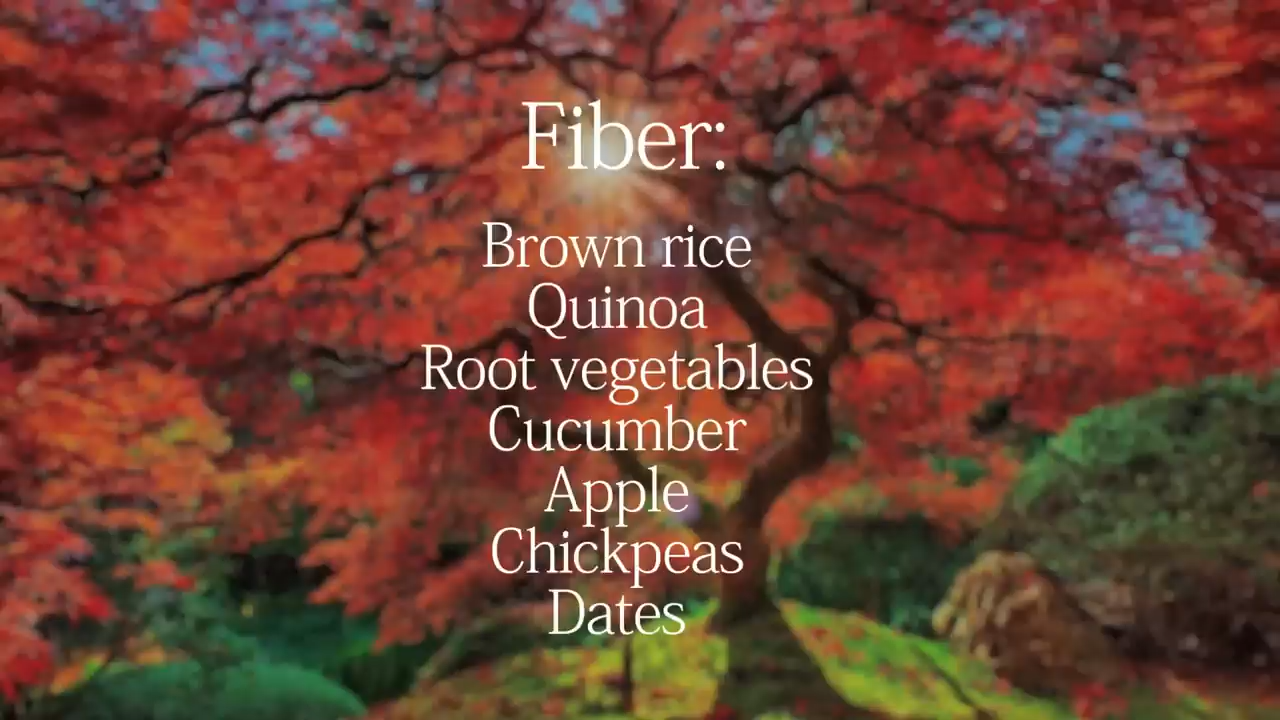 Fiber:
Brown rice
Quinoa
Root vegetables
Cucumber
Apple
Chickpeas
Dates